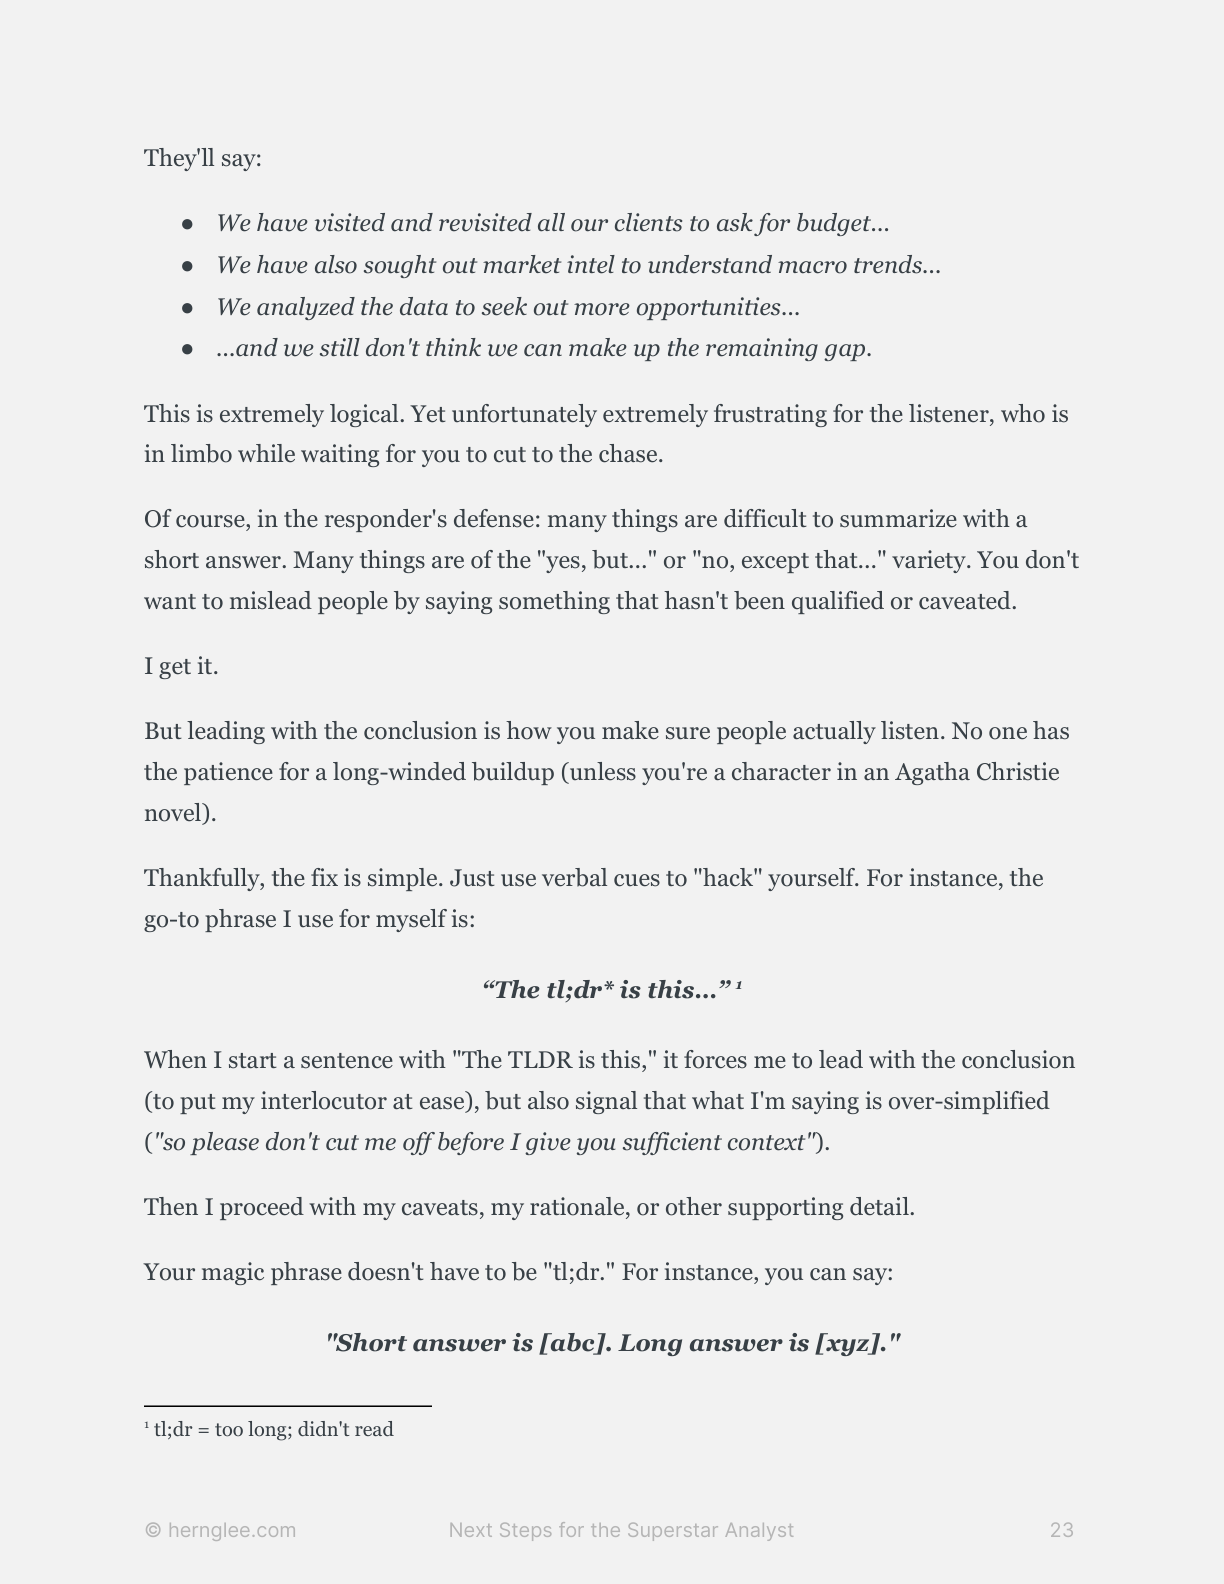 They'll say:
● We have visited and revisited all our clients to ask for budget...
● We have also sought out market intel to understand macro trends...
● We analyzed the data to seek out more opportunities...
● ...and we still don't think we can make up the remaining gap.
This is extremely logical. Yet unfortunately extremely frustrating for the listener, who is
in limbo while waiting for you to cut to the chase.
Of course, in the responder's defense: many things are difficult to summarize with a
short answer. Many things are of the "yes, but..." or "no, except that..." variety. You don't
want to mislead people by saying something that hasn't been qualified or caveated.
I get it.
But leading with the conclusion is how you make sure people actually listen. No one has
the patience for a long-winded buildup (unless you're a character in an Agatha Christie
novel).
Thankfully, the fix is simple. Just use verbal cues to "hack" yourself. For instance, the
go-to phrase I use for myself is:
“The tl;dr* is this...” ¹
When I start a sentence with "The TLDR is this," it forces me to lead with the conclusion
(to put my interlocutor at ease), but also signal that what I'm saying is over-simplified
("so please don't cut me off before I give you sufficient context").
Then I proceed with my caveats, my rationale, or other supporting detail.
Your magic phrase doesn't have to be "tl;dr." For instance, you can say:
"Short answer is [abc]. Long answer is [xyz]."
¹ tl;dr = too long; didn't read
© hernglee.com Next Steps for the Superstar Analyst 23